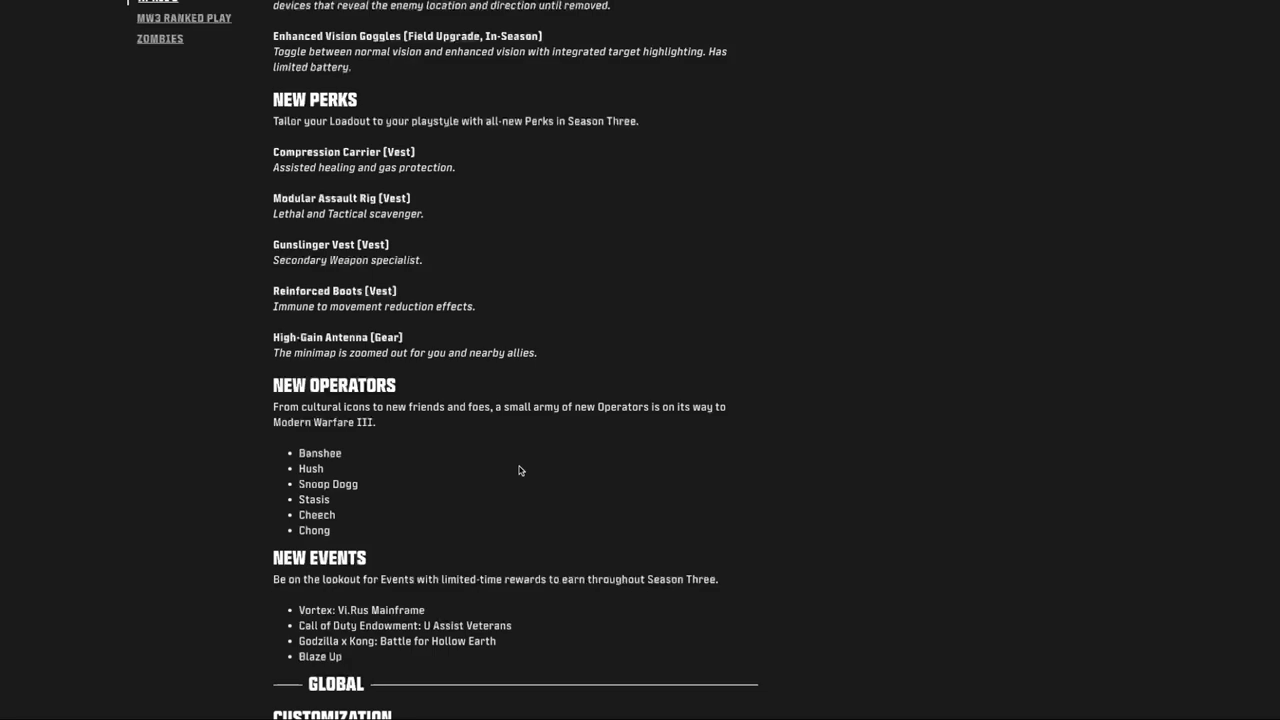 devices that reveal the enemy location and direction until removed.
MW3 RANKED PLAY
ZOMBIES
Enhanced Vision Goggles (Field Upgrade, In-Season)
Toggle between normal vision and enhanced vision with integrated target highlighting. Has
limited battery.
NEW PERKS
Tailor your Loadout to your playstyle with all-new Perks in Season Three.
Compression Carrier (Vest)
Assisted healing and gas protection.
Modular Assault Rig (Vest)
Lethal and Tactical scavenger.
Gunslinger Vest (Vest)
Secondary Weapon specialist.
Reinforced Boots (Vest)
Immune to movement reduction effects.
High-Gain Antenna (Gear)
The minimap is zoomed out for you and nearby allies.
NEW OPERATORS
From cultural icons to new friends and foes, a small army of new Operators is on its way to
Modern Warfare III.
• Banshee
• Hush
• Snoop Dogg
• Stasis
• Cheech
• Chong
NEW EVENTS
Be on the lookout for Events with limited-time rewards to earn throughout Season Three.
• Vortex: Vi.Rus Mainframe
• Call of Duty Endowment: U Assist Veterans
• Godzilla x Kong: Battle for Hollow Earth
• Blaze Up
GLOBAL
CUSTOMIZATION